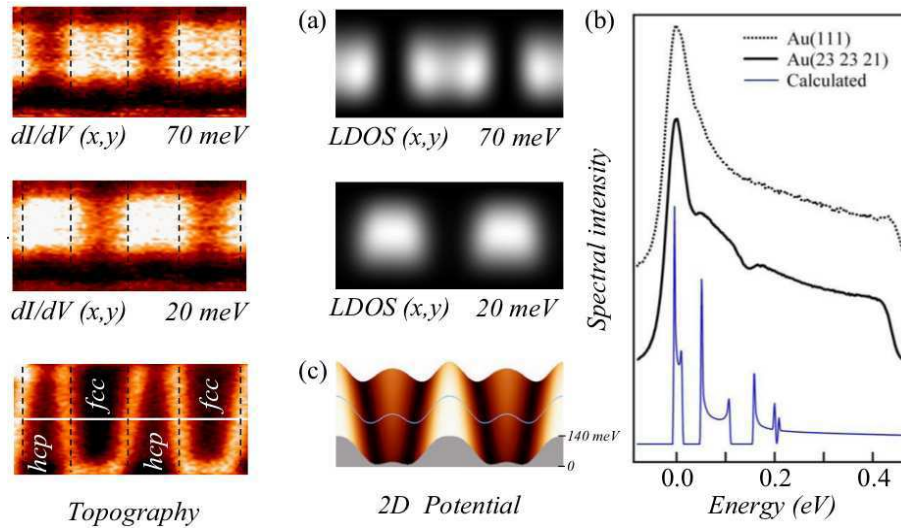 (a)
dI/dV (x,y) 70 meV
LDOS (x,y) 70 meV
dI/dV (x,y) 20 meV
LDOS (x,y) 20 meV
hcp
fcc
hcp
fcc
Topography
(c)
140 meV
0
2D Potential
(b)
Au(111)
Au(23 23 21)
Calculated
Spectral intensity
0.0 0.2 0.4
Energy (eV)